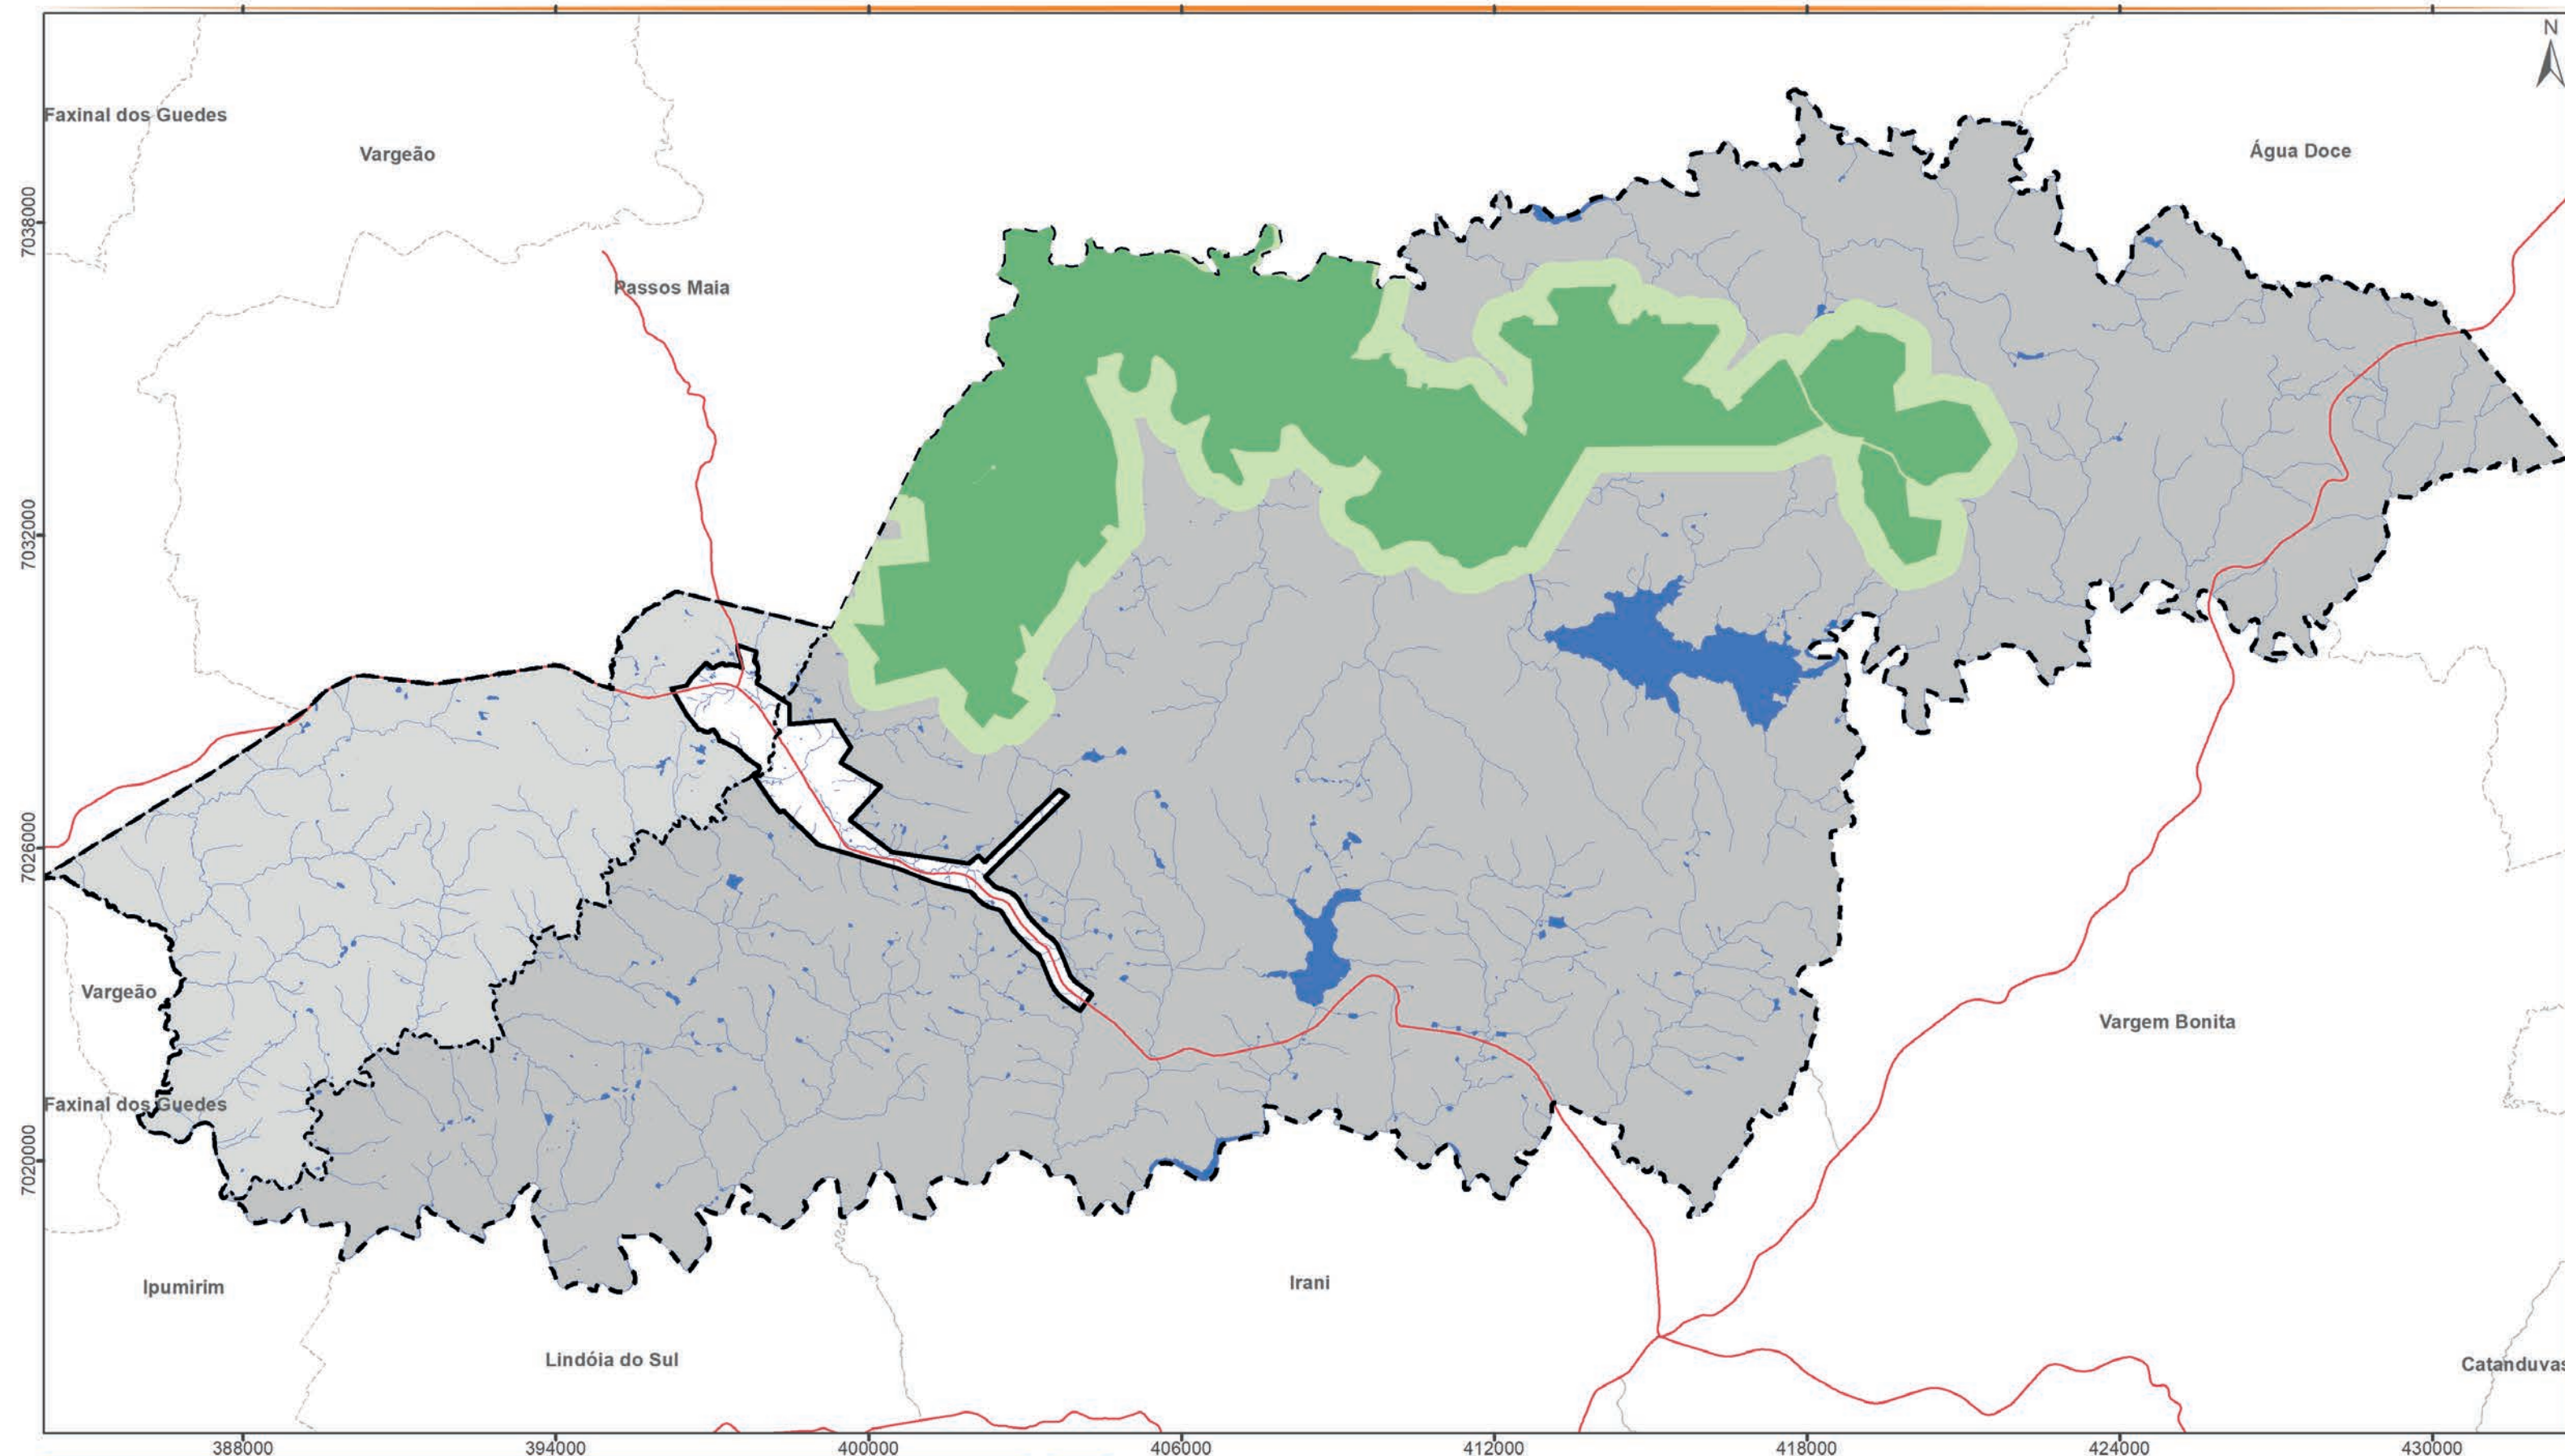 N
Faxinal dos Guedes
Vargeão
Água Doce
7038000
Passos Maia
7032000
7026000
Vargeão
Vargem Bonita
Faxinal dos Guedes
7020000
Ipumirim
Irani
Lindóia do Sul
Catanduvas
388000
394000
400000
406000
412000
418000
424000
430000